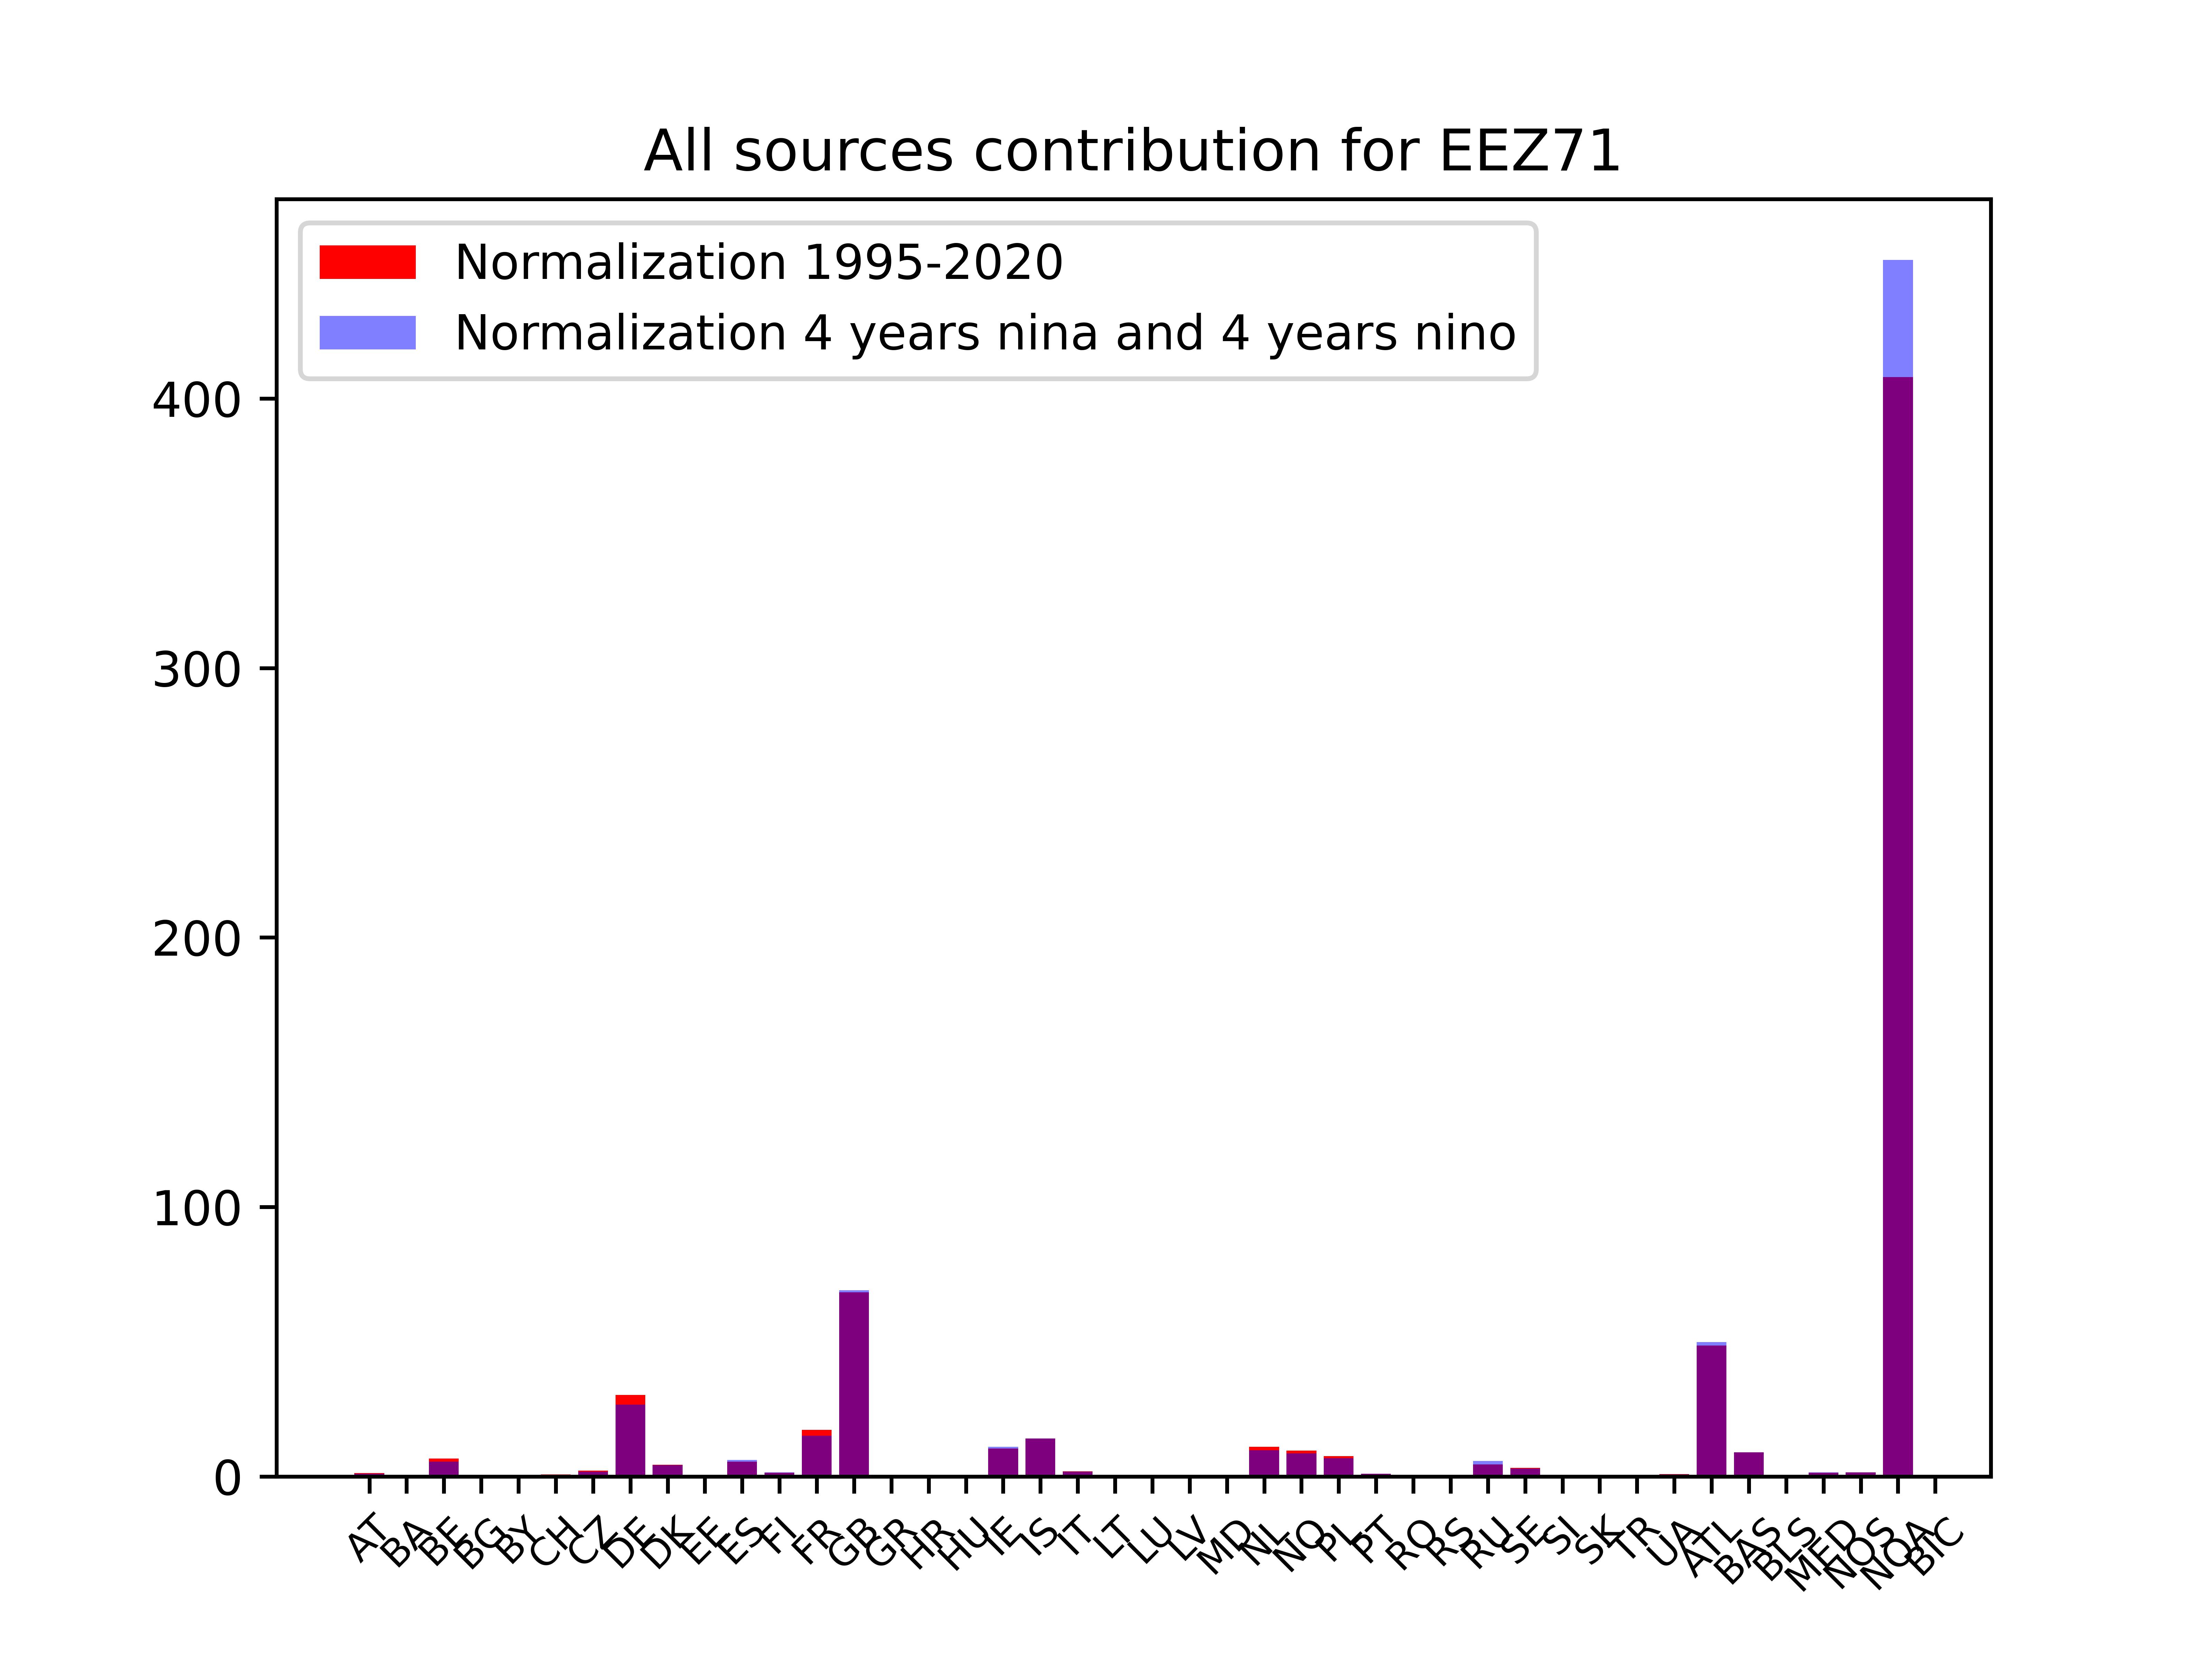 All sources contribution for EEZ71
Normalization 1995-2020
Normalization 4 years nina and 4 years nino
400
300
200
100
0
AT
BA
BE
BG
BY
CH
CZ
DE
DK
EE
ES
FI
FR
GB
GR
HR
HU
IE
IS
IT
LT
LU
LV
MD
NL
NO
PL
PT
RO
RS
RU
SE
SI
SK
TR
UA
ATL
BAS
BLS
MED
NOS
NOA
BIC